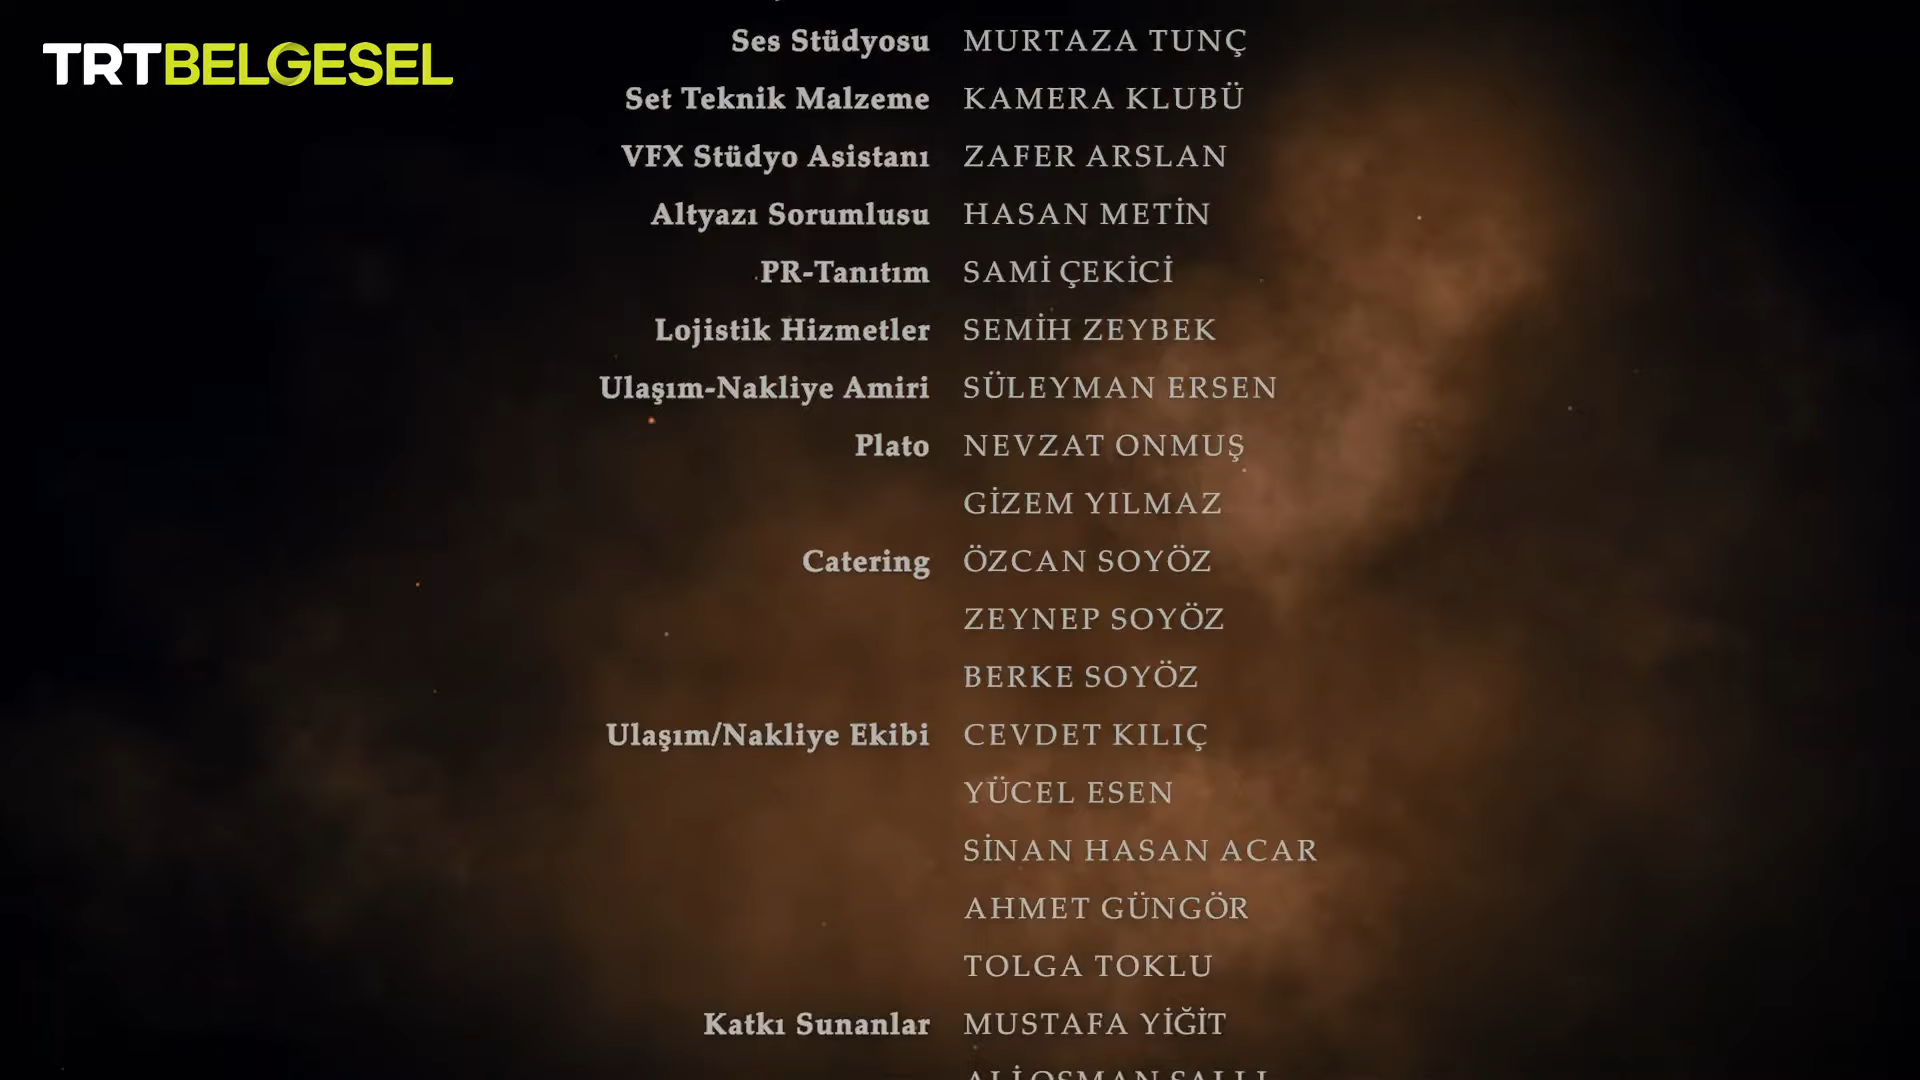 TRTBELGESEL
Ses Stüdyosu MURTAZA TUNÇ
Set Teknik Malzeme KAMERA KLUBÜ
VFX Stüdyo Asistanı ZAFER ARSLAN
Altyazı Sorumlusu HASAN METİN
PR-Tanıtım SAMİ ÇEKİCİ
Lojistik Hizmetler SEMİH ZEYBEK
Ulaşım-Nakliye Amiri SÜLEYMAN ERSEN
Plato NEVZAT ONMUŞ
GİZEM YILMAZ
Catering ÖZCAN SOYÖZ
ZEYNEP SOYÖZ
BERKE SOYÖZ
Ulaşım/Nakliye Ekibi CEVDET KILIÇ
YÜCEL ESEN
SİNAN HASAN ACAR
AHMET GÜNGÖR
TOLGA TOKLU
Katkı Sunanlar MUSTAFA YİĞİT
ALİ OSMAN